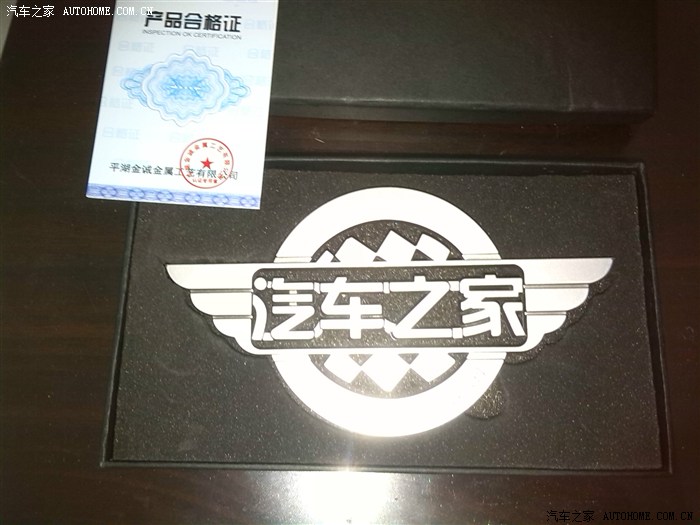 汽车之家 AUTOHOME.COM.CN
产品合格证
INSPECTION OK CERTIFICATION
平湖金诚金属工艺有限公司
汽车之家
汽车之家 AUTOHOME.COM.CN